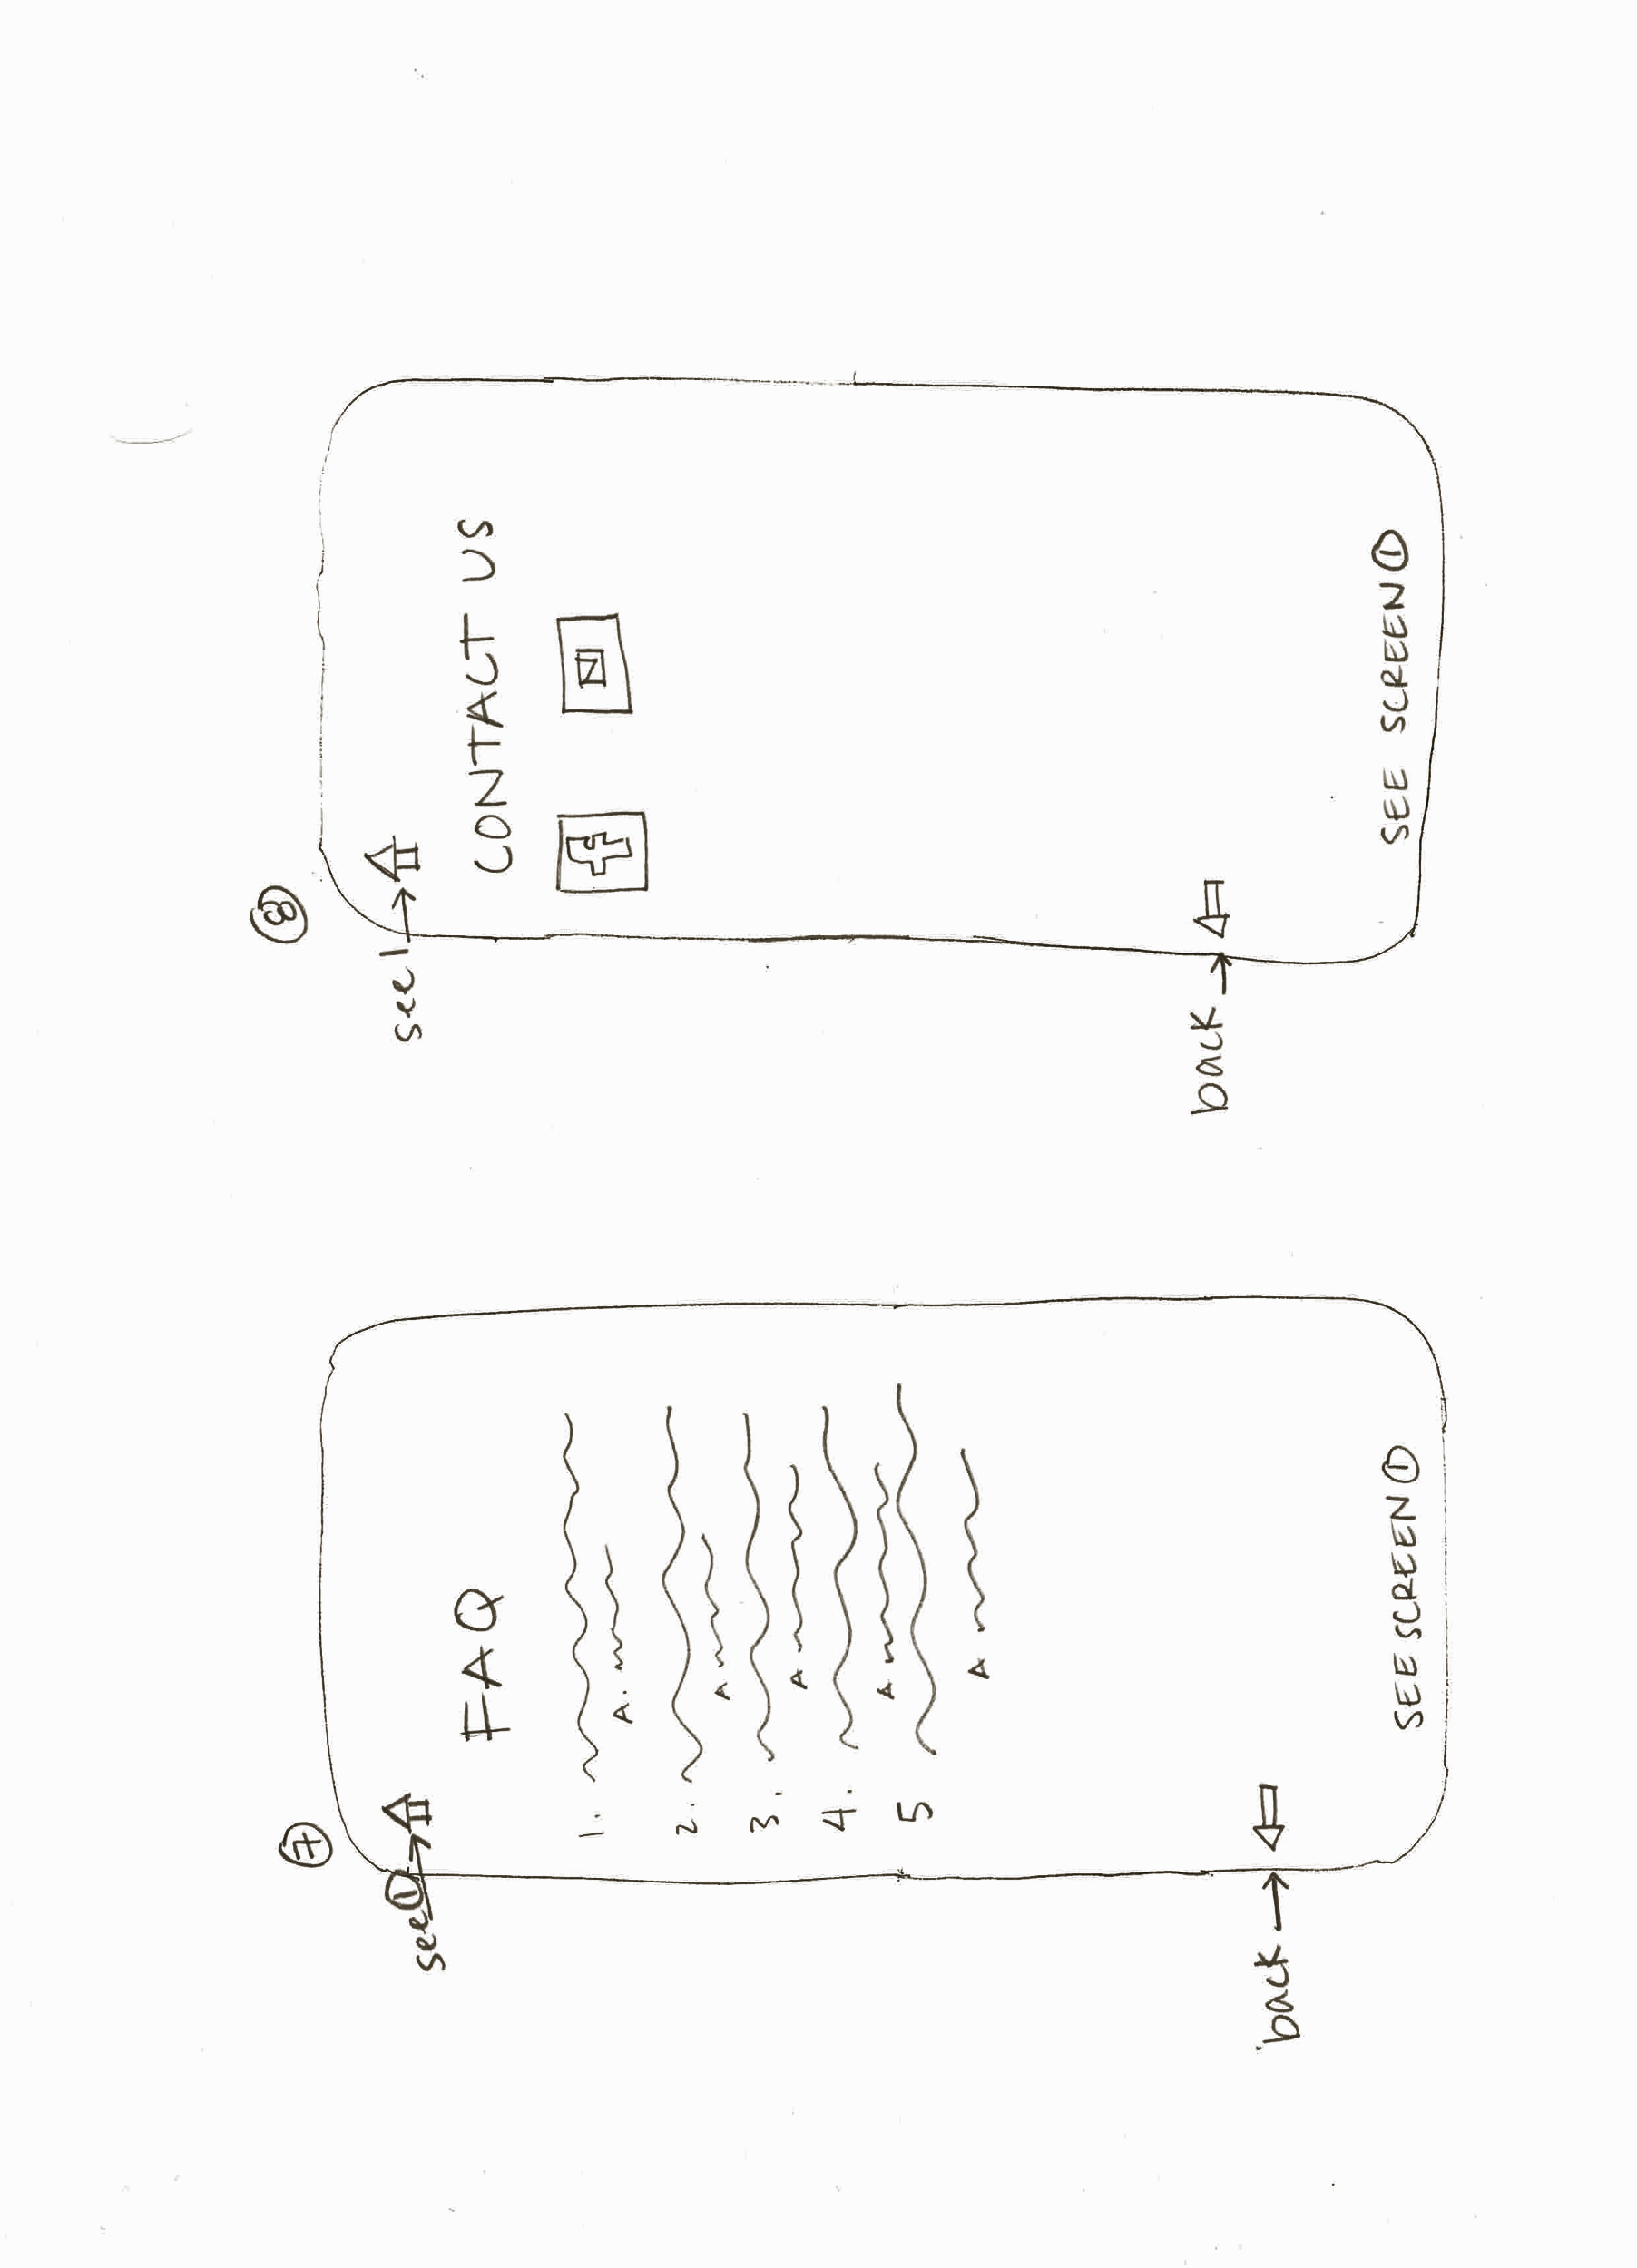 7
see 1
FAQ
1.
A.
2.
A
3.
A
4.
A
5
A
back
SEE SCREEN 1
8
see 1
CONTACT US
f N
back
SEE SCREEN 1